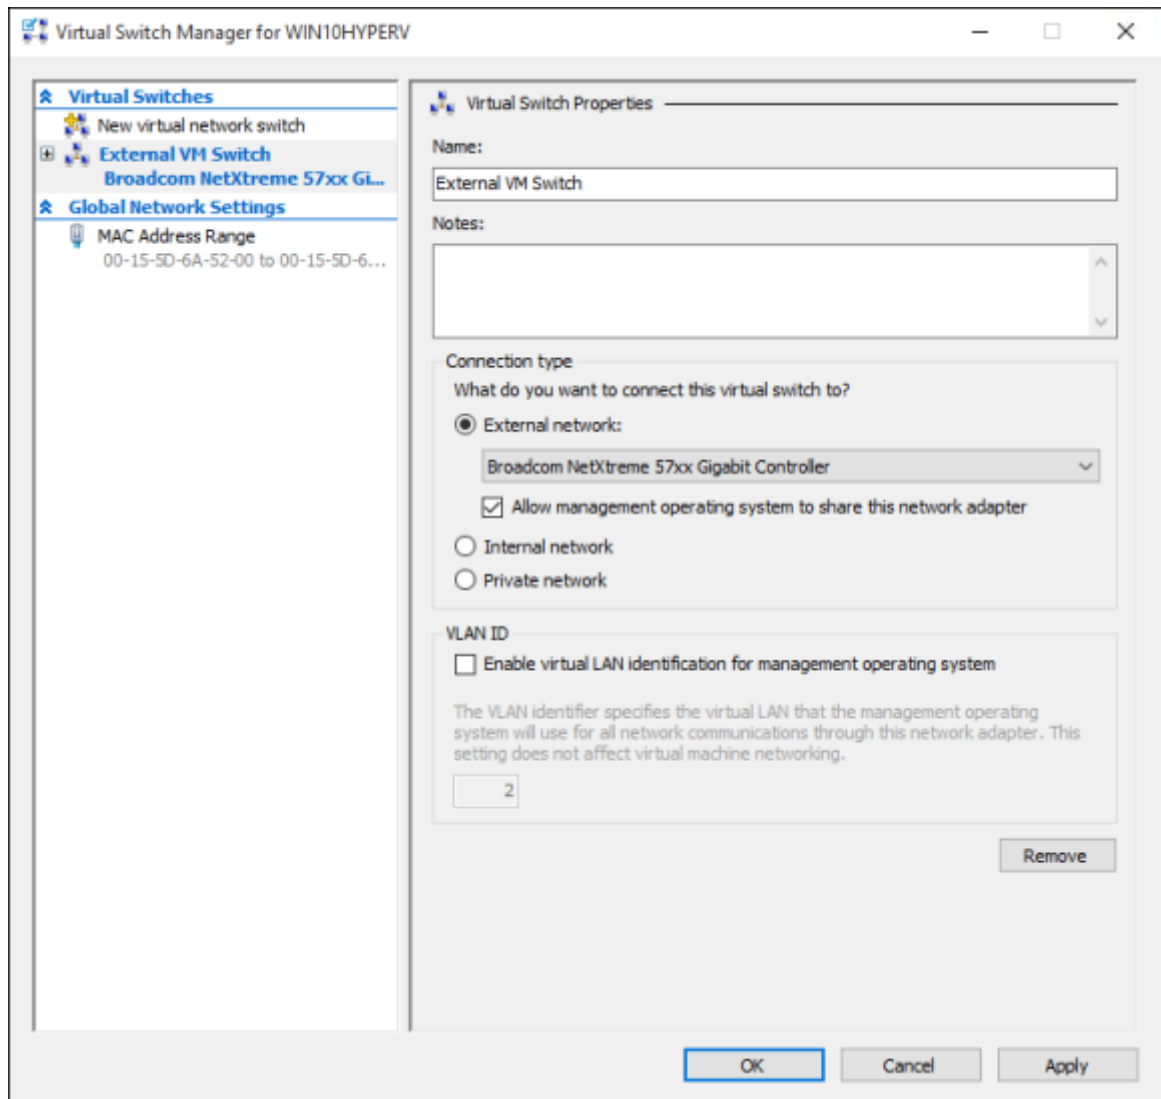 Virtual Switch Manager for WIN10HYPERV
Virtual Switches
New virtual network switch
External VM Switch
Broadcom NetXtreme 57xx Gi...
Global Network Settings
MAC Address Range
00-15-5D-6A-52-00 to 00-15-5D-6...
Virtual Switch Properties
Name:
External VM Switch
Notes:
Connection type
What do you want to connect this virtual switch to?
External network:
Broadcom NetXtreme 57xx Gigabit Controller
Allow management operating system to share this network adapter
Internal network
Private network
VLAN ID
Enable virtual LAN identification for management operating system
The VLAN identifier specifies the virtual LAN that the management operating
system will use for all network communications through this network adapter. This
setting does not affect virtual machine networking.
2
Remove
OK
Cancel
Apply